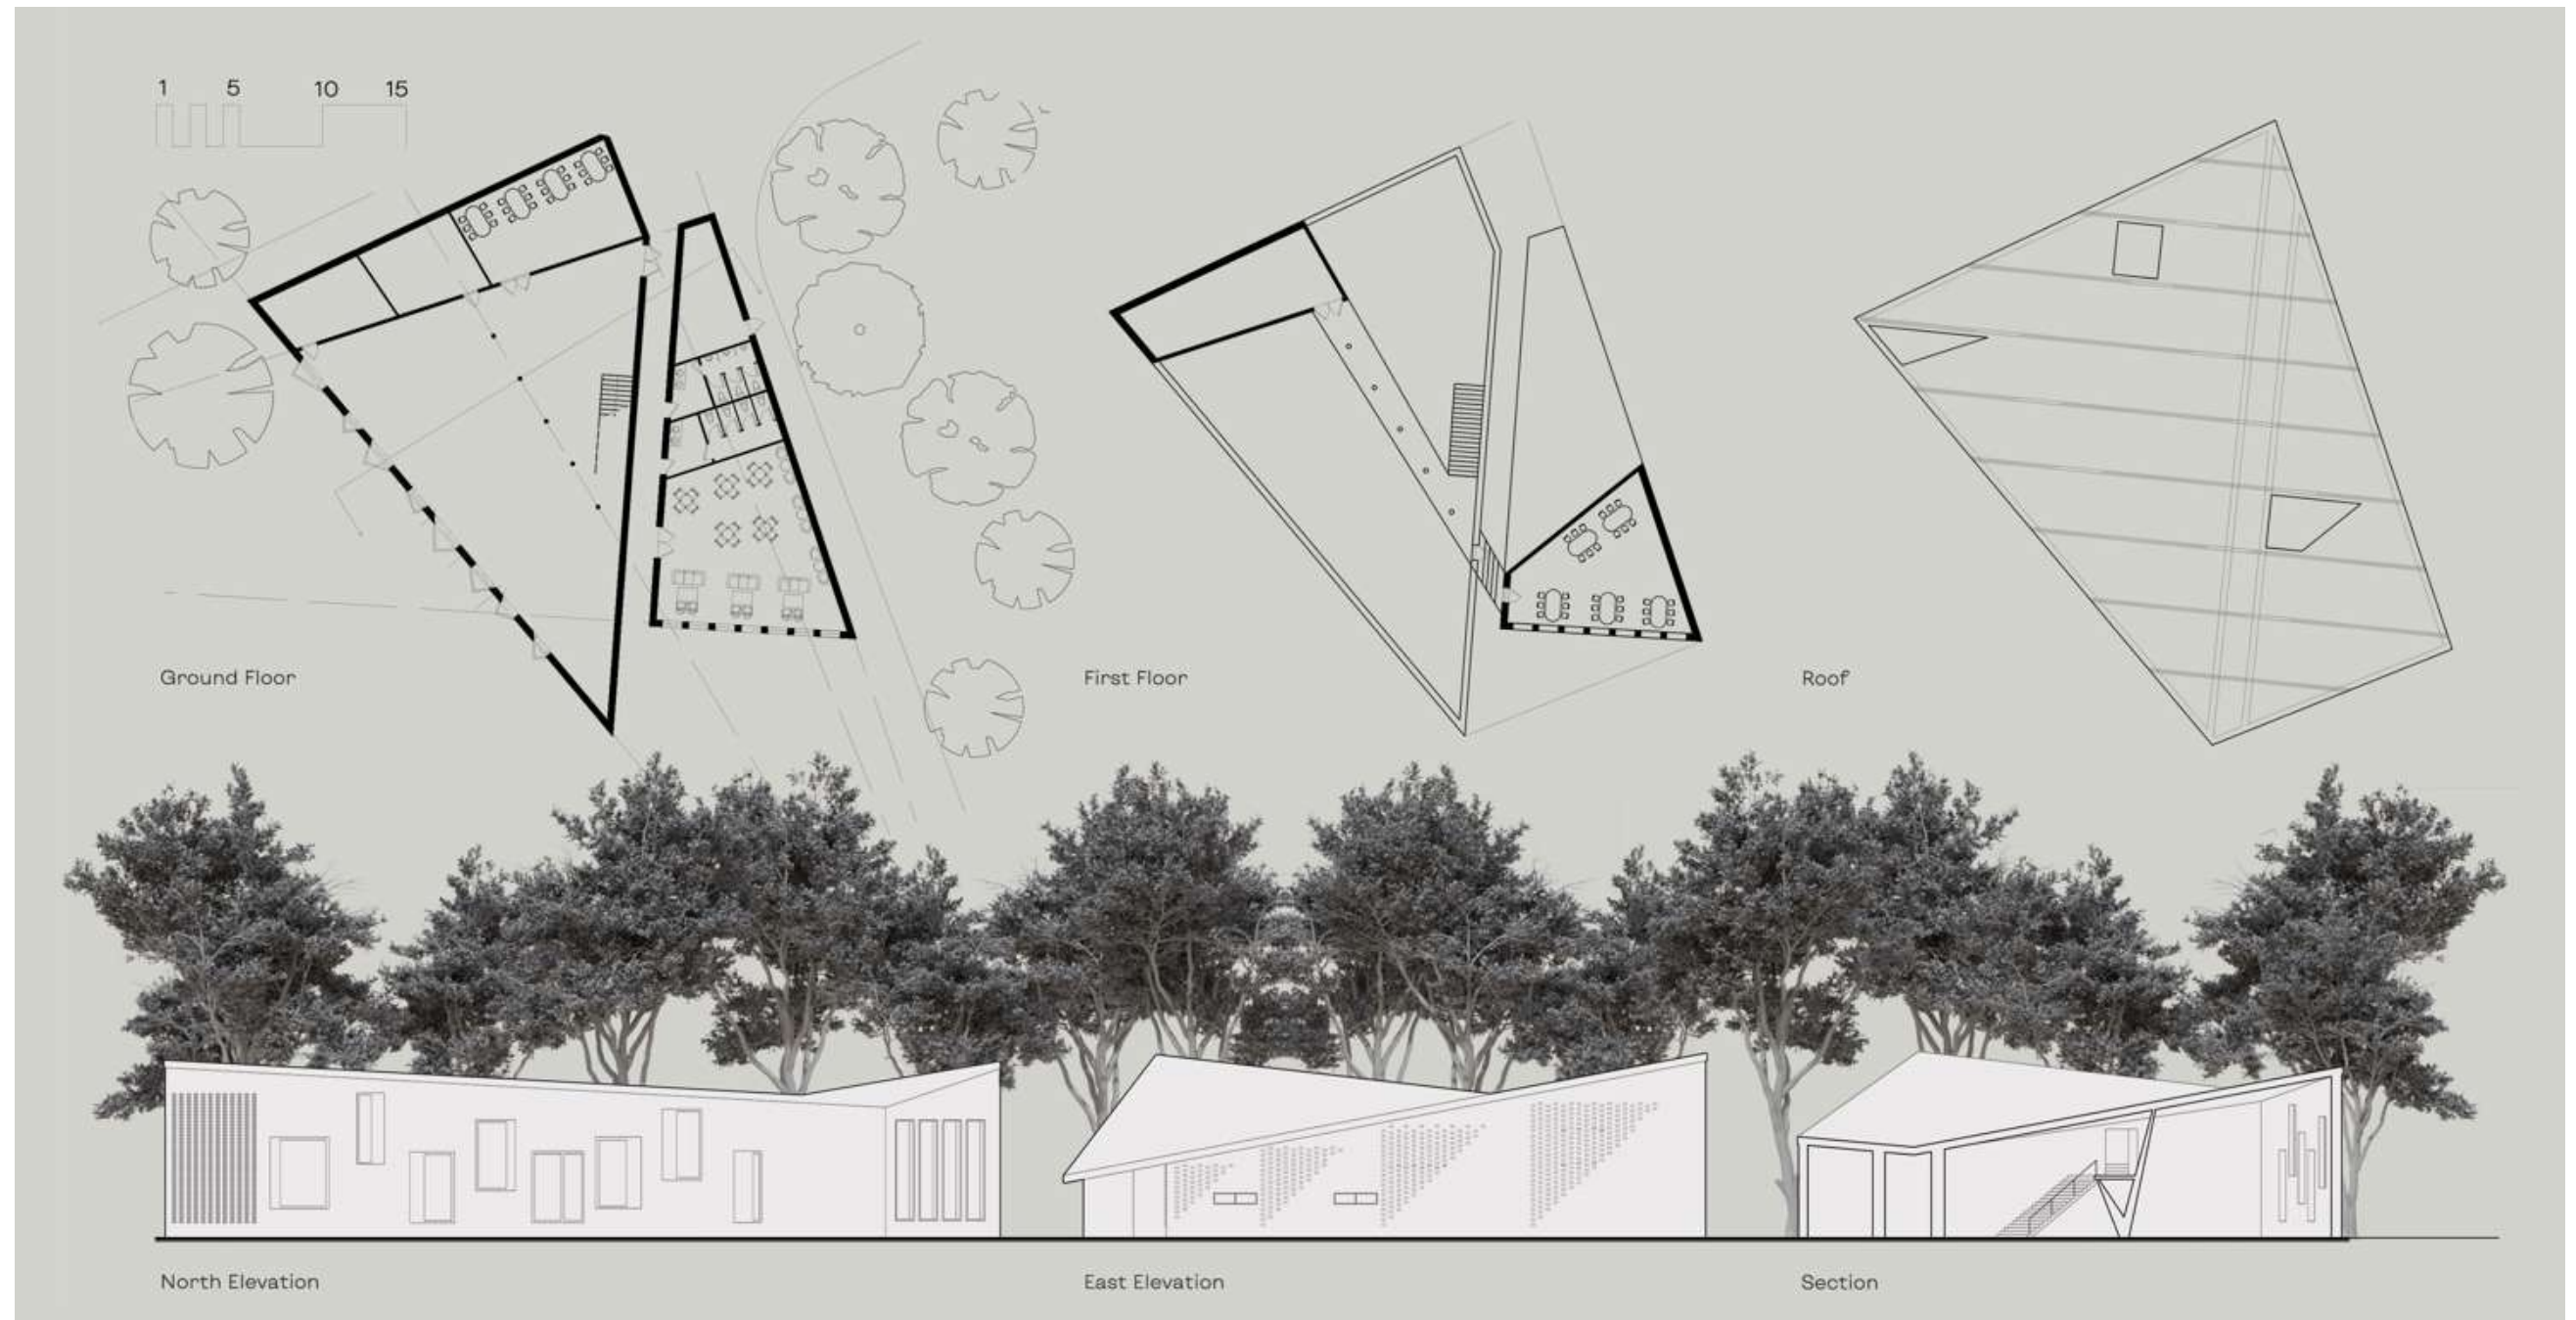 1 5 10 15
Ground Floor
First Floor
Roof
North Elevation
East Elevation
Section